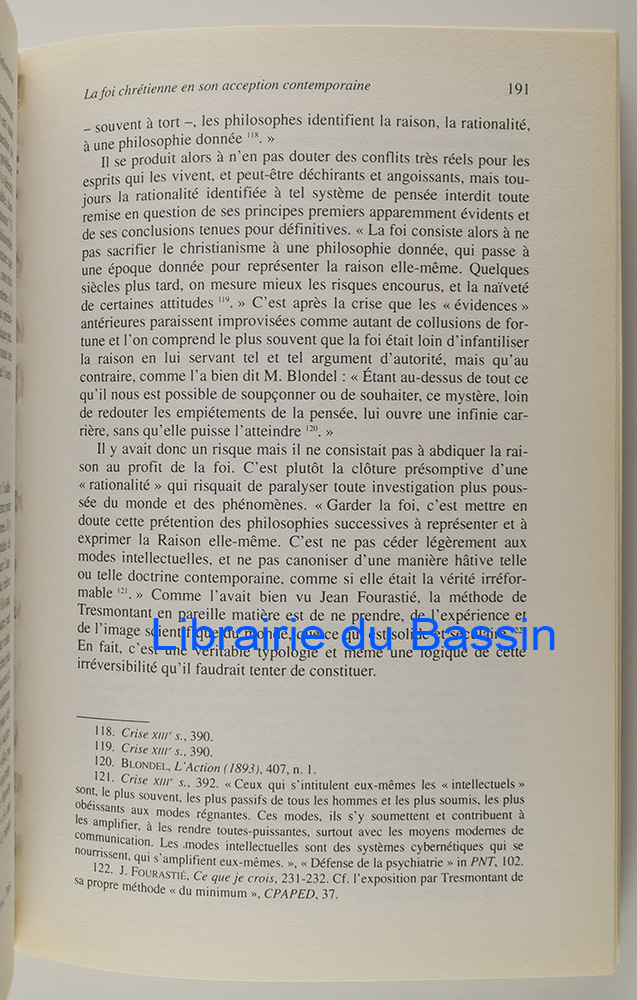 La foi chrétienne en son acception contemporaine 191
– souvent à tort –, les philosophes identifient la raison, la rationalité,
à une philosophie donnée 118. »
Il se produit alors à n'en pas douter des conflits très réels pour les
esprits qui les vivent, et peut-être déchirants et angoissants, mais tou-
jours la rationalité identifiée à tel système de pensée interdit toute
remise en question de ses principes premiers apparemment évidents et
de ses conclusions tenues pour définitives. « La foi consiste alors à ne
pas sacrifier le christianisme à une philosophie donnée, qui passe à
une époque donnée pour représenter la raison elle-même. Quelques
siècles plus tard, on mesure mieux les risques encourus, et la naïveté
de certaines attitudes 119. » C'est après la crise que les « évidences »
antérieures paraissent improvisées comme autant de collusions de for-
tune et l'on comprend le plus souvent que la foi était loin d'infantiliser
la raison en lui servant tel et tel argument d'autorité, mais qu'au
contraire, comme l'a bien dit M. Blondel : « Étant au-dessus de tout ce
qu'il nous est possible de soupçonner ou de souhaiter, ce mystère, loin
de redouter les empiétements de la pensée, lui ouvre une infinie car-
rière, sans qu'elle puisse l'atteindre 120. »
Il y avait donc un risque mais il ne consistait pas à abdiquer la rai-
son au profit de la foi. C'est plutôt la clôture présomptive d'une
« rationalité » qui risquait de paralyser toute investigation plus pous-
sée du monde et des phénomènes. « Garder la foi, c'est mettre en
doute cette prétention des philosophies successives à représenter et à
exprimer la Raison elle-même. C'est ne pas céder légèrement aux
modes intellectuelles, et ne pas canoniser d'une manière hâtive telle
ou telle doctrine contemporaine, comme si elle était la vérité irréfor-
mable 121. » Comme l'avait bien vu Jean Fourastié, la méthode de
Tresmontant en pareille matière est de ne prendre, de l'expérience et
de l'image scientifique du monde, que ce qui est solide et séculaire 122.
Librairie du Bassin
En fait, c'est une véritable typologie et même une logique de cette
irréversibilité qu'il faudrait tenter de constituer.
118. Crise XIIIe s., 390.
119. Crise XIIIe s., 390.
120. BLONDEL, L'Action (1893), 407, n. 1.
121. Crise XIIIe s., 392. « Ceux qui s'intitulent eux-mêmes les « intellectuels »
sont, le plus souvent, les plus passifs de tous les hommes et les plus soumis, les plus
obéissants aux modes régnantes. Ces modes, ils s'y soumettent et contribuent à
les amplifier, à les rendre toutes-puissantes, surtout avec les moyens modernes de
communication. Les .modes intellectuelles sont des systèmes cybernétiques qui se
nourrissent, qui s'amplifient eux-mêmes. », « Défense de la psychiatrie » in PNT, 102.
122. J. FOURASTIÉ, Ce que je crois, 231-232. Cf. l'exposition par Tresmontant de
sa propre méthode « du minimum », CPAPED, 37.